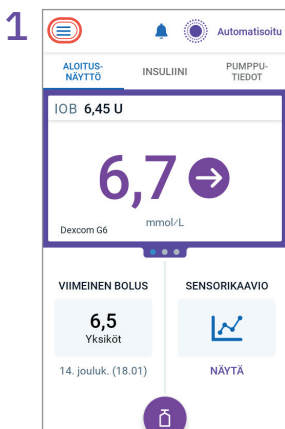 1
Automatisoitu
ALOITUS-
NÄYTTÖ
INSULIINI
PUMPPU-
TIEDOT
IOB 6,45 U
6,7
mmol/L
Dexcom G6
VIIMEINEN BOLUS
6,5
Yksiköt
14. jouluk. (18.01)
SENSORIKAAVIO
NÄYTÄ